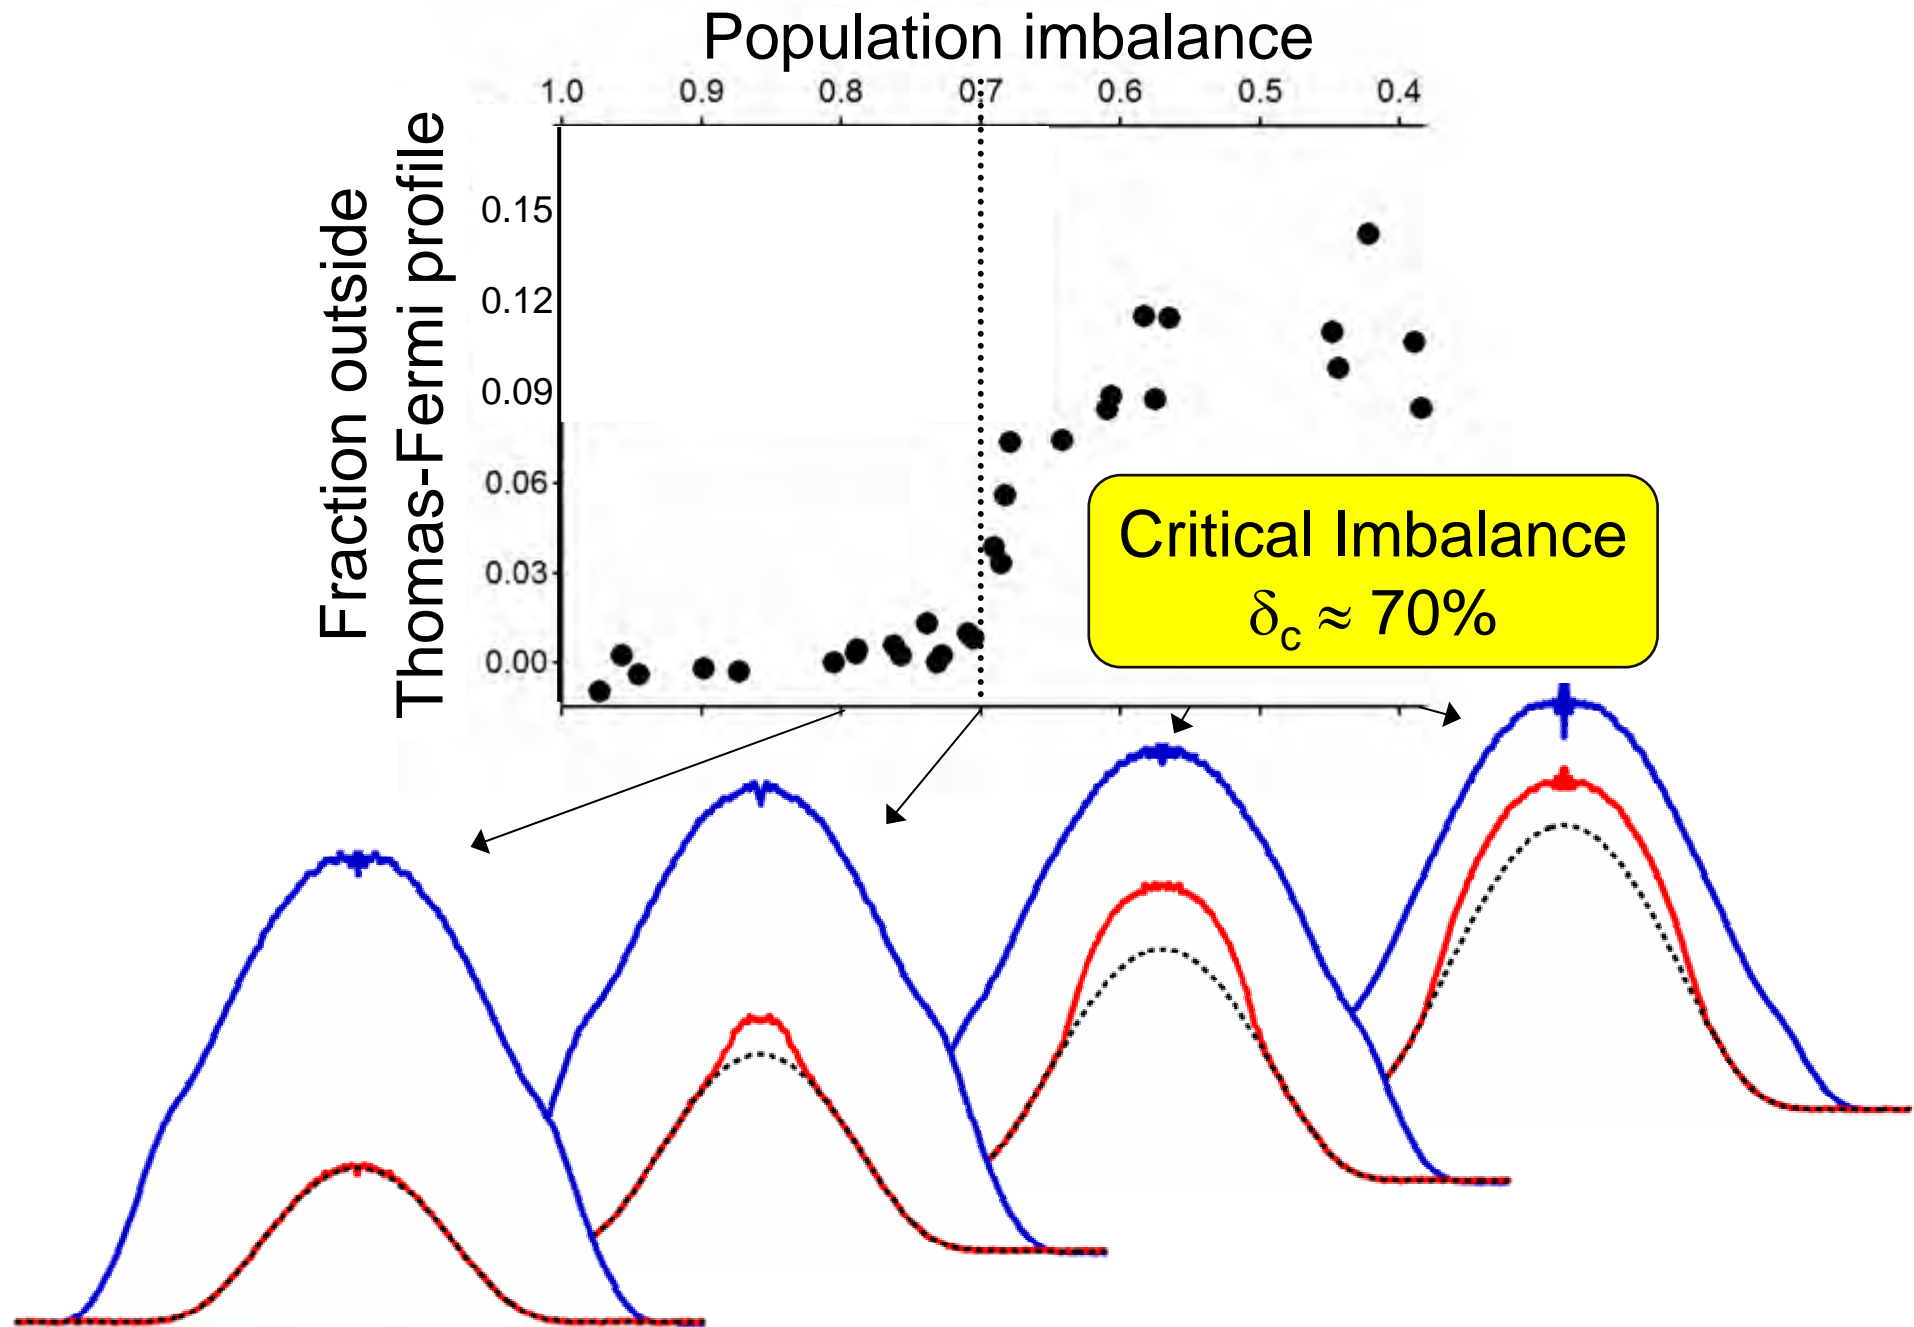 Population imbalance
1.0 0.9 0.8 0.7 0.6 0.5 0.4
Fraction outside
Thomas-Fermi profile
0.15
0.12
0.09
0.06
0.03
0.00
Critical Imbalance
δc ≈ 70%